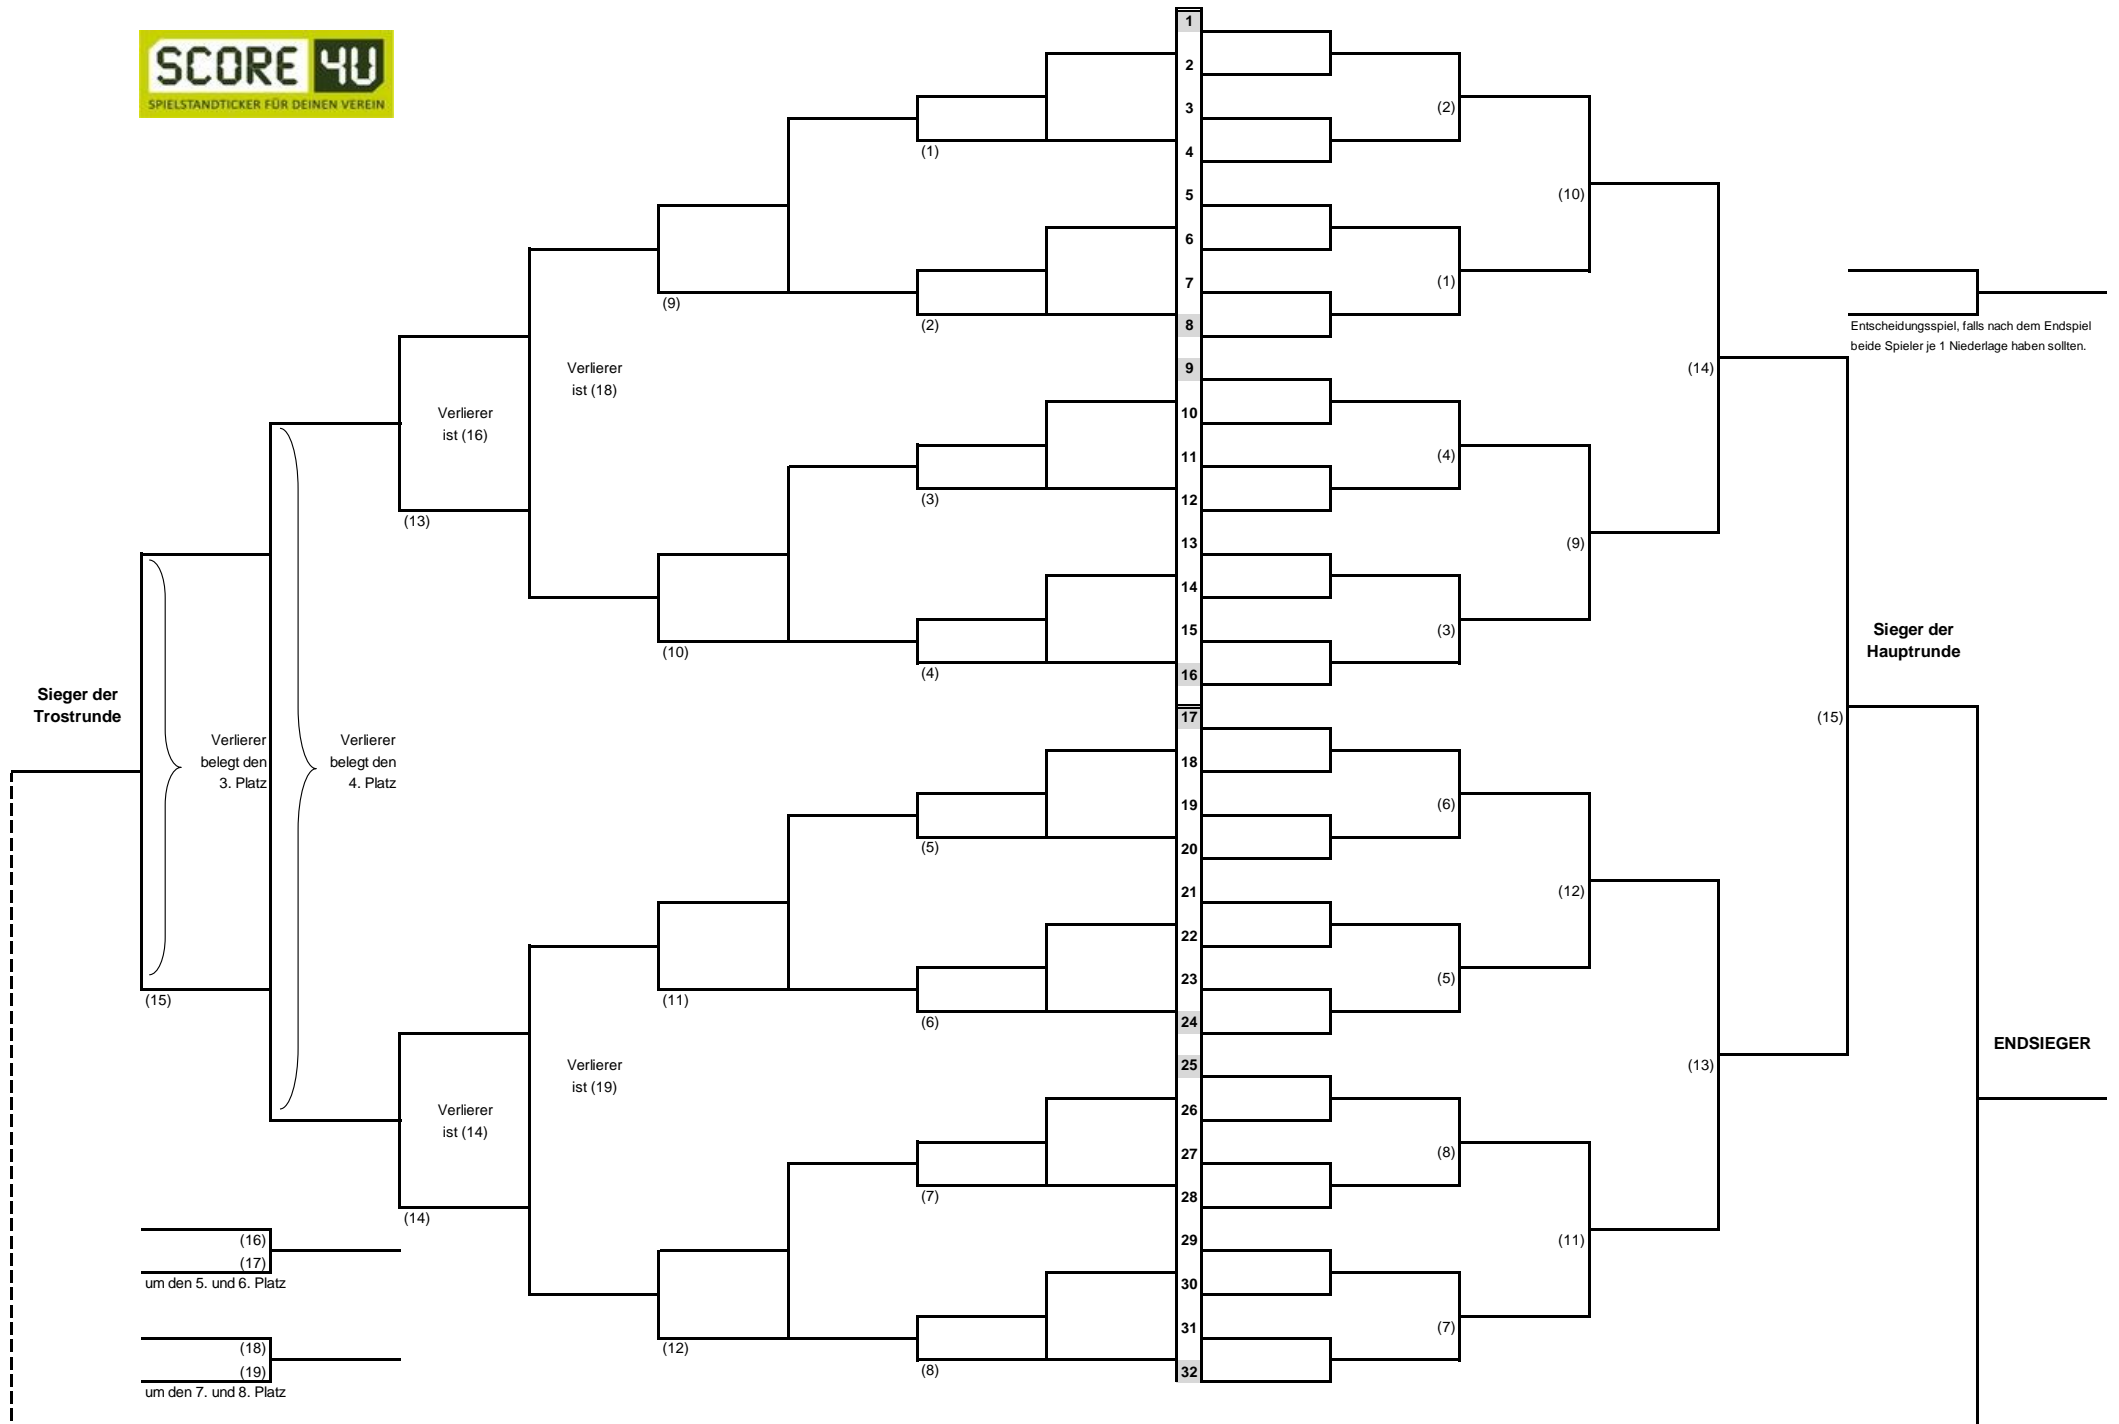 SCORE 4U
SPIELSTANDTICKER FÜR DEINEN VEREIN
1
2
(2)
3
(1)
4
5
(10)
6
7
(1)
(9)
(2)
8
Entscheidungsspiel, falls nach dem Endspiel
beide Spieler je 1 Niederlage haben sollten.
Verlierer
ist (18)
9
(14)
Verlierer
ist (16)
10
11
(4)
(3)
12
(13)
13
(9)
14
15
(3)
Sieger der
Hauptrunde
(10)
(4)
16
Sieger der
Trostrunde
17
(15)
Verlierer
belegt den
3. Platz
Verlierer
belegt den
4. Platz
18
19
(6)
(5)
20
21
(12)
22
23
(5)
(15)
(11)
(6)
24
ENDSIEGER
Verlierer
ist (19)
25
(13)
Verlierer
ist (14)
26
27
(8)
(7)
28
(14)
29
(11)
(16)
(17)
um den 5. und 6. Platz
30
31
(7)
(12)
(8)
32
(18)
(19)
um den 7. und 8. Platz